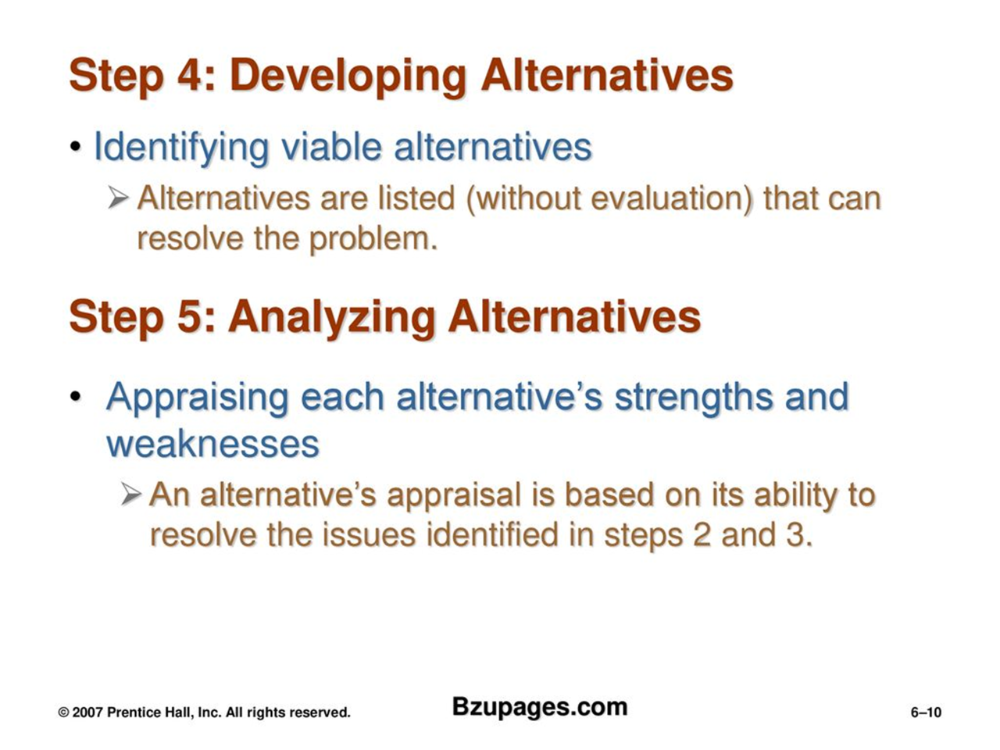 Step 4: Developing Alternatives
• Identifying viable alternatives
➢ Alternatives are listed (without evaluation) that can
resolve the problem.
Step 5: Analyzing Alternatives
• Appraising each alternative’s strengths and
weaknesses
➢ An alternative’s appraisal is based on its ability to
resolve the issues identified in steps 2 and 3.
© 2007 Prentice Hall, Inc. All rights reserved.
Bzupages.com
6–10